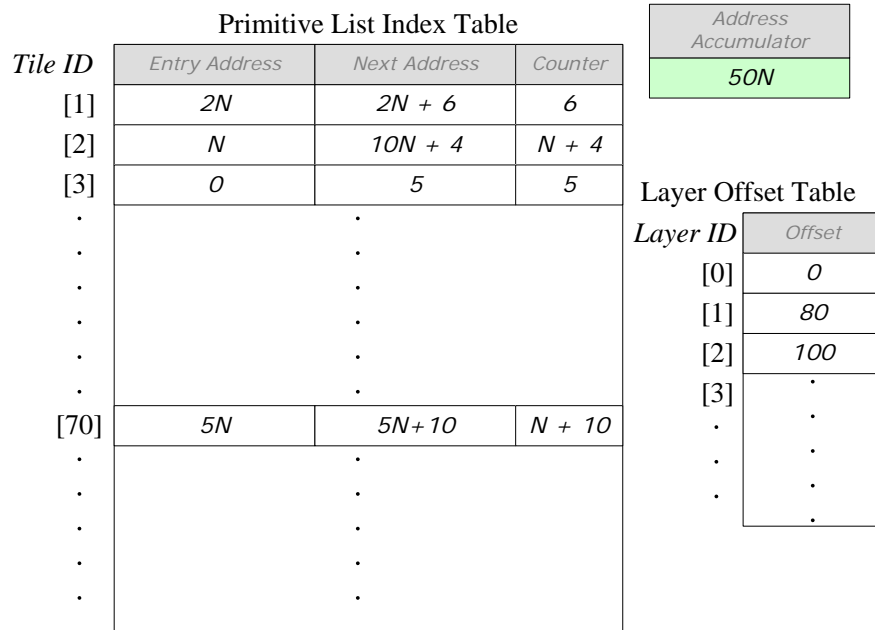 Primitive List Index Table
Tile ID Entry Address Next Address Counter
[1] 2N 2N + 6 6
[2] N 10N + 4 N + 4
[3] 0 5 5
[70] 5N 5N+10 N + 10
Address
Accumulator
50N
Layer Offset Table
Layer ID Offset
[0] 0
[1] 80
[2] 100
[3]